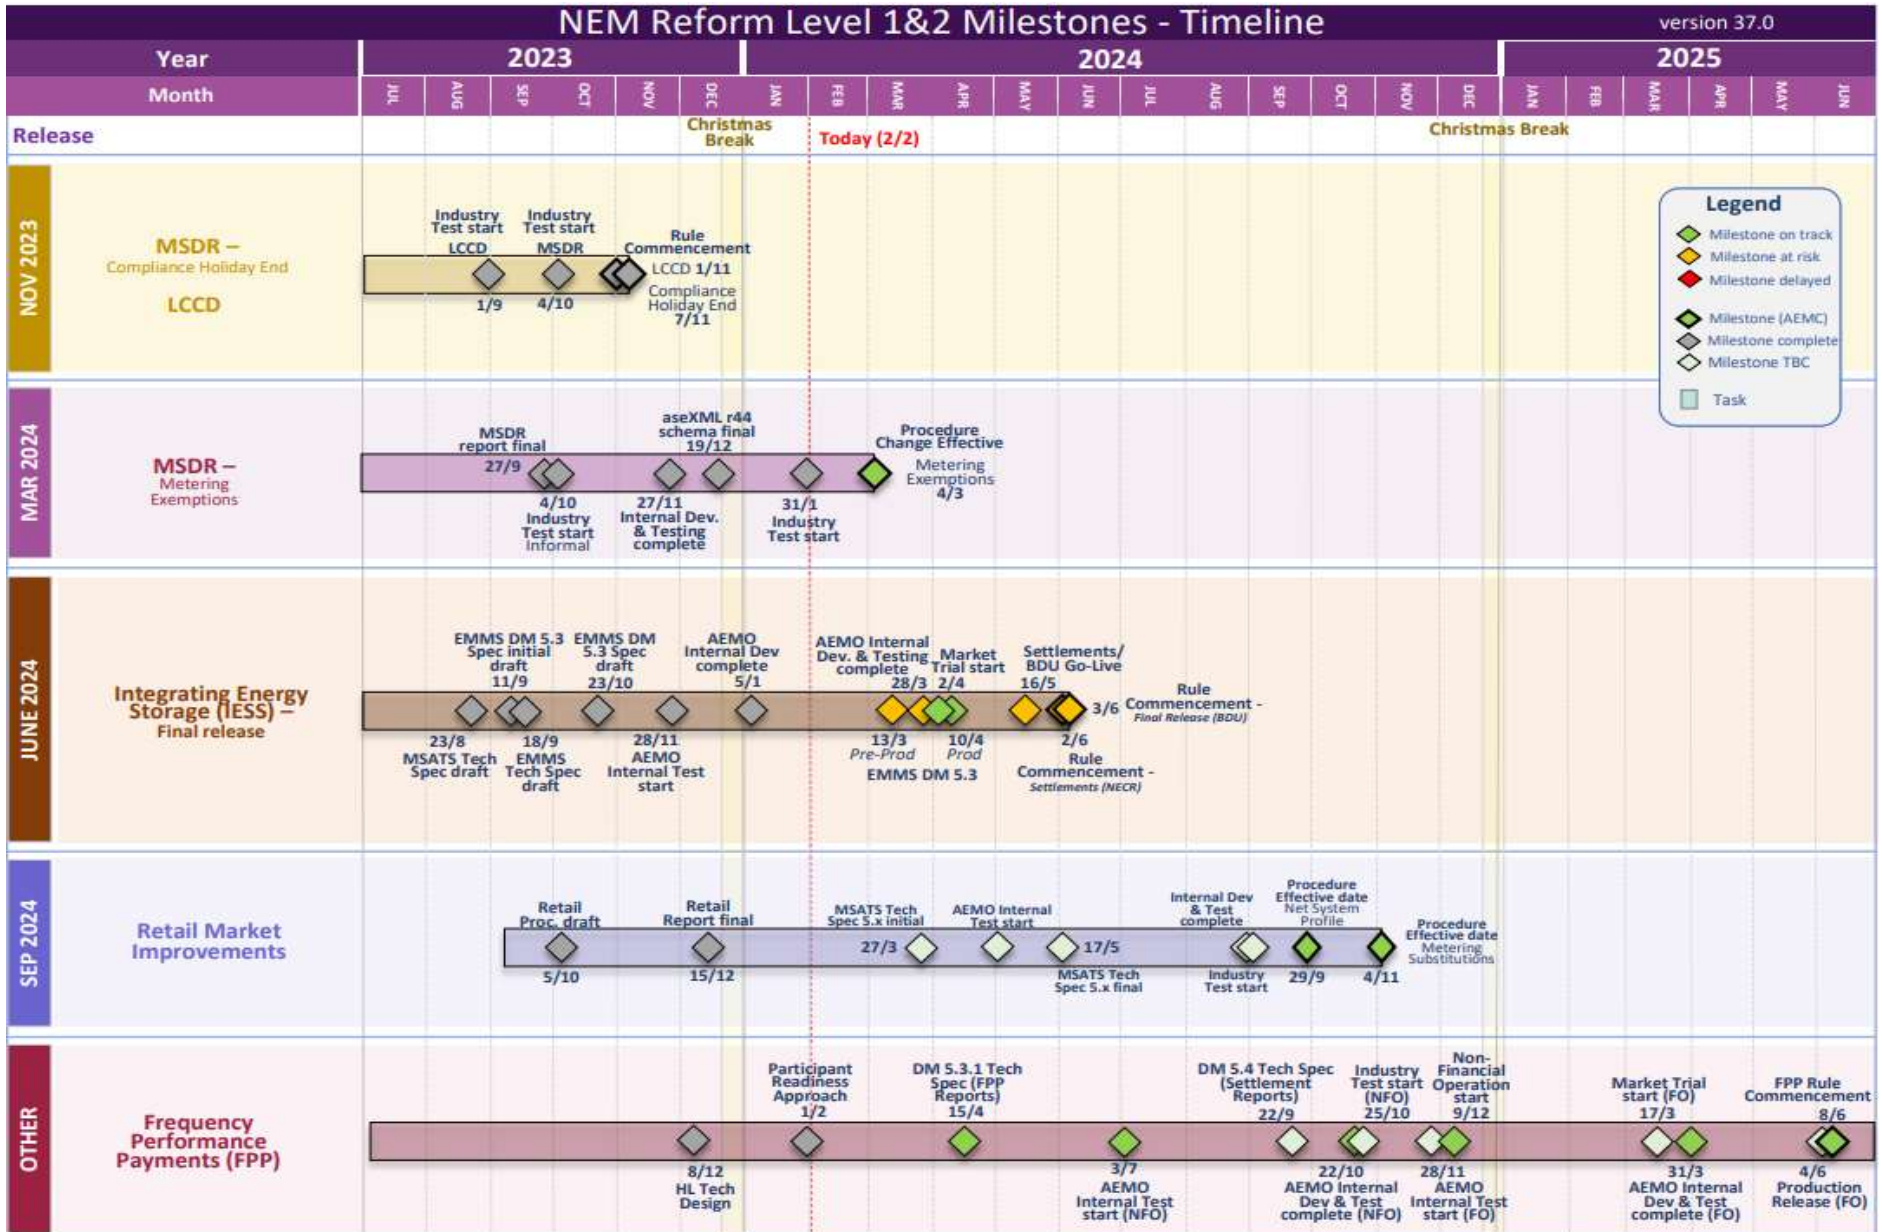 NEM Reform Level 1&2 Milestones - Timeline
version 37.0
Year
2023
2024
2025
Month
JUL
AUG
SEP
OCT
NOV
DEC
JAN
FEB
MAR
APR
MAY
JUN
JUL
AUG
SEP
OCT
NOV
DEC
JAN
FEB
MAR
APR
MAY
JUN
Release
Christmas
Break
Today (2/2)
Christmas Break
NOV 2023
MSDR –
Compliance Holiday End
LCCD
Industry
Test start
LCCD
1/9
Industry
Test start
MSDR
4/10
Rule
Commencement
LCCD 1/11
Compliance
Holiday End
7/11
Legend
Milestone on track
Milestone at risk
Milestone delayed
Milestone (AEMC)
Milestone complete
Milestone TBC
Task
MAR 2024
MSDR –
Metering
Exemptions
MSDR
report final
27/9
4/10
Industry
Test start
Informal
27/11
Internal Dev.
& Testing
complete
aseXML r44
schema final
19/12
31/1
Industry
Test start
Procedure
Change Effective
Metering
Exemptions
4/3
JUNE 2024
Integrating Energy
Storage (IESS) –
Final release
23/8
MSATS Tech
Spec draft
EMMS DM 5.3
Spec initial
draft
11/9
18/9
EMMS
Tech Spec
draft
EMMS DM
5.3 Spec
draft
23/10
28/11
AEMO
Internal Test
start
AEMO
Internal Dev
complete
5/1
AEMO Internal
Dev. & Testing
complete
28/3
Market
Trial start
2/4
13/3
Pre-Prod
10/4
Prod
EMMS DM 5.3
Settlements/
BDU Go-Live
16/5
2/6
Rule
Commencement -
Settlements (NECR)
3/6
Rule
Commencement -
Final Release (BDU)
SEP 2024
Retail Market
Improvements
Retail
Proc. draft
5/10
Retail
Report final
15/12
MSATS Tech
Spec 5.x initial
27/3
AEMO Internal
Test start
17/5
MSATS Tech
Spec 5.x final
Internal Dev
& Test
complete
Industry
Test start
Procedure
Effective date
Net System
Profile
29/9
4/11
Procedure
Effective date
Metering
Substitutions
OTHER
Frequency
Performance
Payments (FPP)
8/12
HL Tech
Design
Participant
Readiness
Approach
1/2
DM 5.3.1 Tech
Spec (FPP
Reports)
15/4
3/7
AEMO
Internal Test
start (NFO)
DM 5.4 Tech Spec
(Settlement
Reports)
22/9
22/10
AEMO Internal
Dev & Test
complete (NFO)
Industry
Test start
(NFO)
25/10
28/11
AEMO
Internal Test
start (FO)
Non-
Financial
Operation
start
9/12
Market Trial
start (FO)
17/3
31/3
AEMO Internal
Dev & Test
complete (FO)
FPP Rule
Commencement
8/6
4/6
Production
Release (FO)